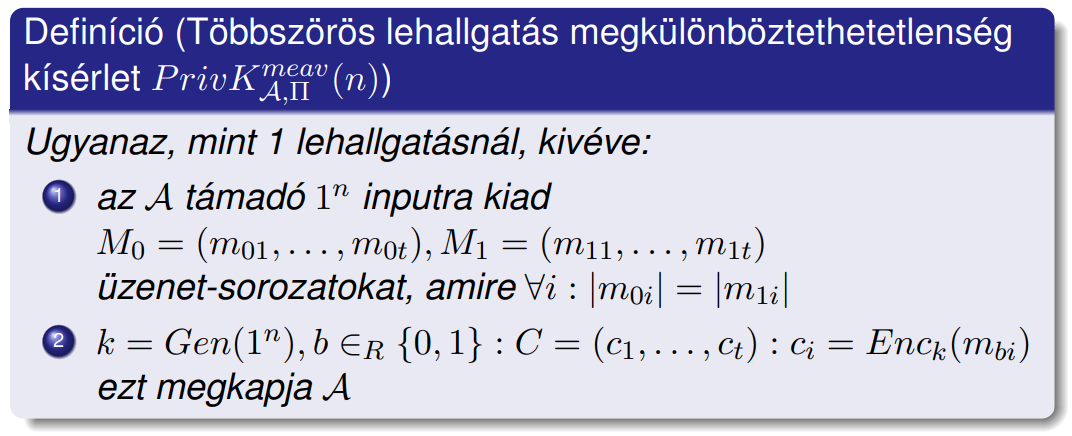 Definíció (Többszörös lehallgatás megkülönböztethetetlenség
kísérlet $PrivK^{meav}_{\mathcal{A},\Pi}(n)$)
Ugyanaz, mint 1 lehallgatásnál, kivéve:
1 az $\mathcal{A}$ támadó $1^n$ inputra kiad
$M_0 = (m_{01}, \ldots, m_{0t}), M_1 = (m_{11}, \ldots, m_{1t})$
üzenet-sorozatokat, amire $\forall i : |m_{0i}| = |m_{1i}|$
2 $k = Gen(1^n), b \in_R \{0, 1\} : C = (c_1, \ldots, c_t) : c_i = Enc_k(m_{bi})$
ezt megkapja $\mathcal{A}$